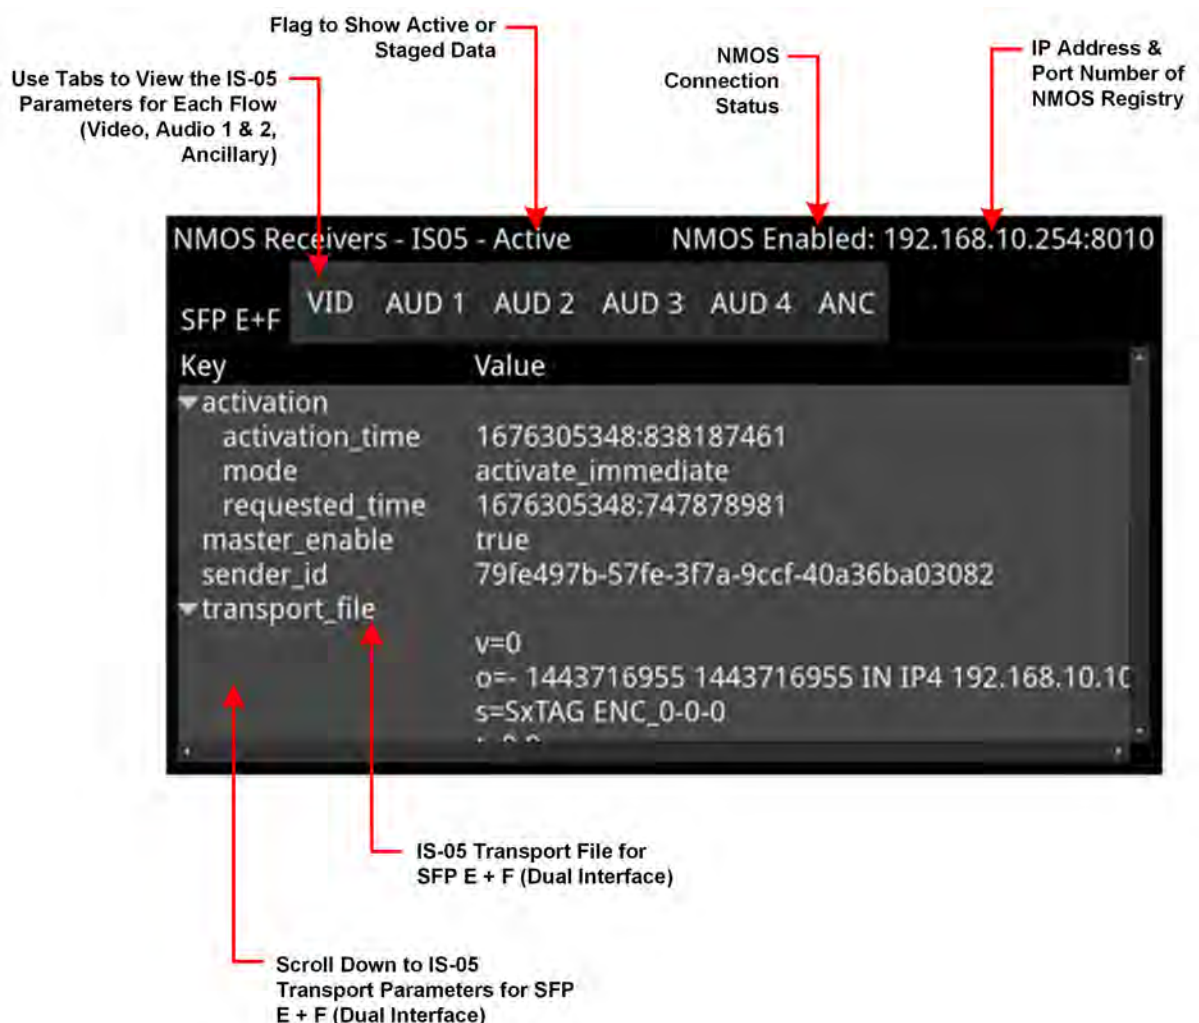 Flag to Show Active or
Staged Data
Use Tabs to View the IS-05
Parameters for Each Flow
(Video, Audio 1 & 2,
Ancillary)
NMOS
Connection
Status
IP Address &
Port Number of
NMOS Registry
NMOS Receivers - IS05 - Active
NMOS Enabled: 192.168.10.254:8010
SFP E+F VID AUD 1 AUD 2 AUD 3 AUD 4 ANC
Key Value
activation
activation_time 1676305348:838187461
mode activate_immediate
requested_time 1676305348:747878981
master_enable true
sender_id 79fe497b-57fe-3f7a-9ccf-40a36ba03082
transport_file
v=0
o=- 1443716955 1443716955 IN IP4 192.168.10.10
s=SxTAG ENC_0-0-0
IS-05 Transport File for
SFP E + F (Dual Interface)
Scroll Down to IS-05
Transport Parameters for SFP
E + F (Dual Interface)